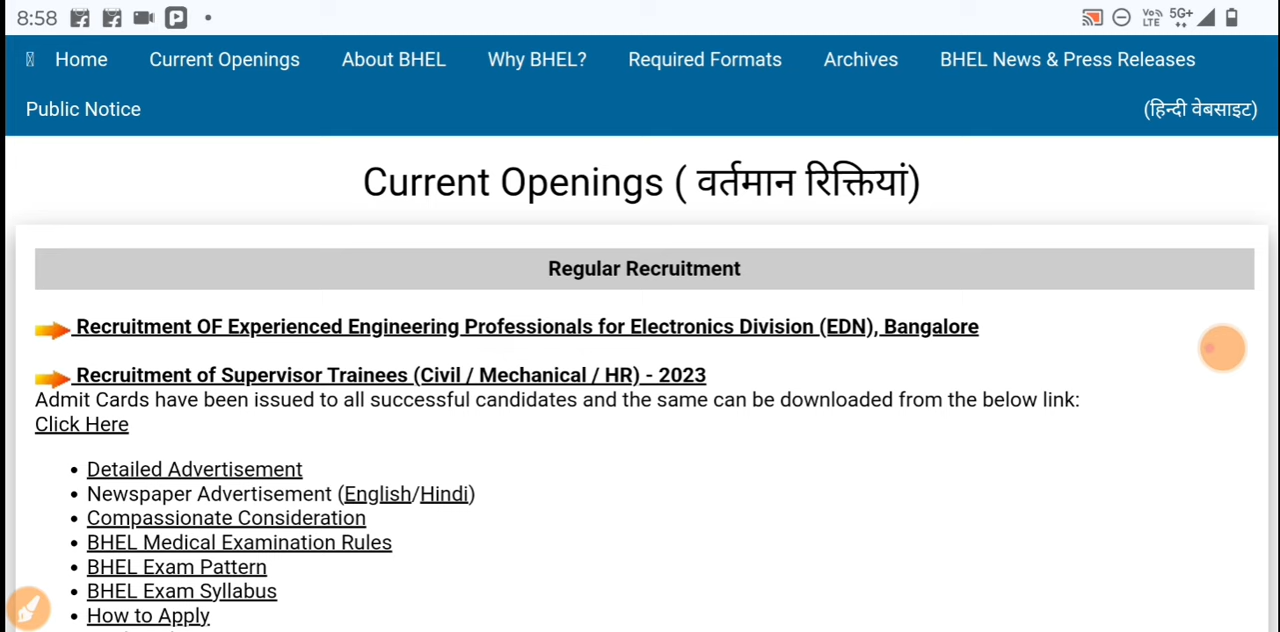 8:58 VoLTE 5G+
Home Current Openings About BHEL Why BHEL? Required Formats Archives BHEL News & Press Releases
Public Notice (हिन्दी वेबसाइट)
Current Openings ( वर्तमान रिक्तियां)
Regular Recruitment
Recruitment OF Experienced Engineering Professionals for Electronics Division (EDN), Bangalore
Recruitment of Supervisor Trainees (Civil / Mechanical / HR) - 2023
Admit Cards have been issued to all successful candidates and the same can be downloaded from the below link:
Click Here
• Detailed Advertisement
• Newspaper Advertisement (English/Hindi)
• Compassionate Consideration
• BHEL Medical Examination Rules
• BHEL Exam Pattern
• BHEL Exam Syllabus
• How to Apply